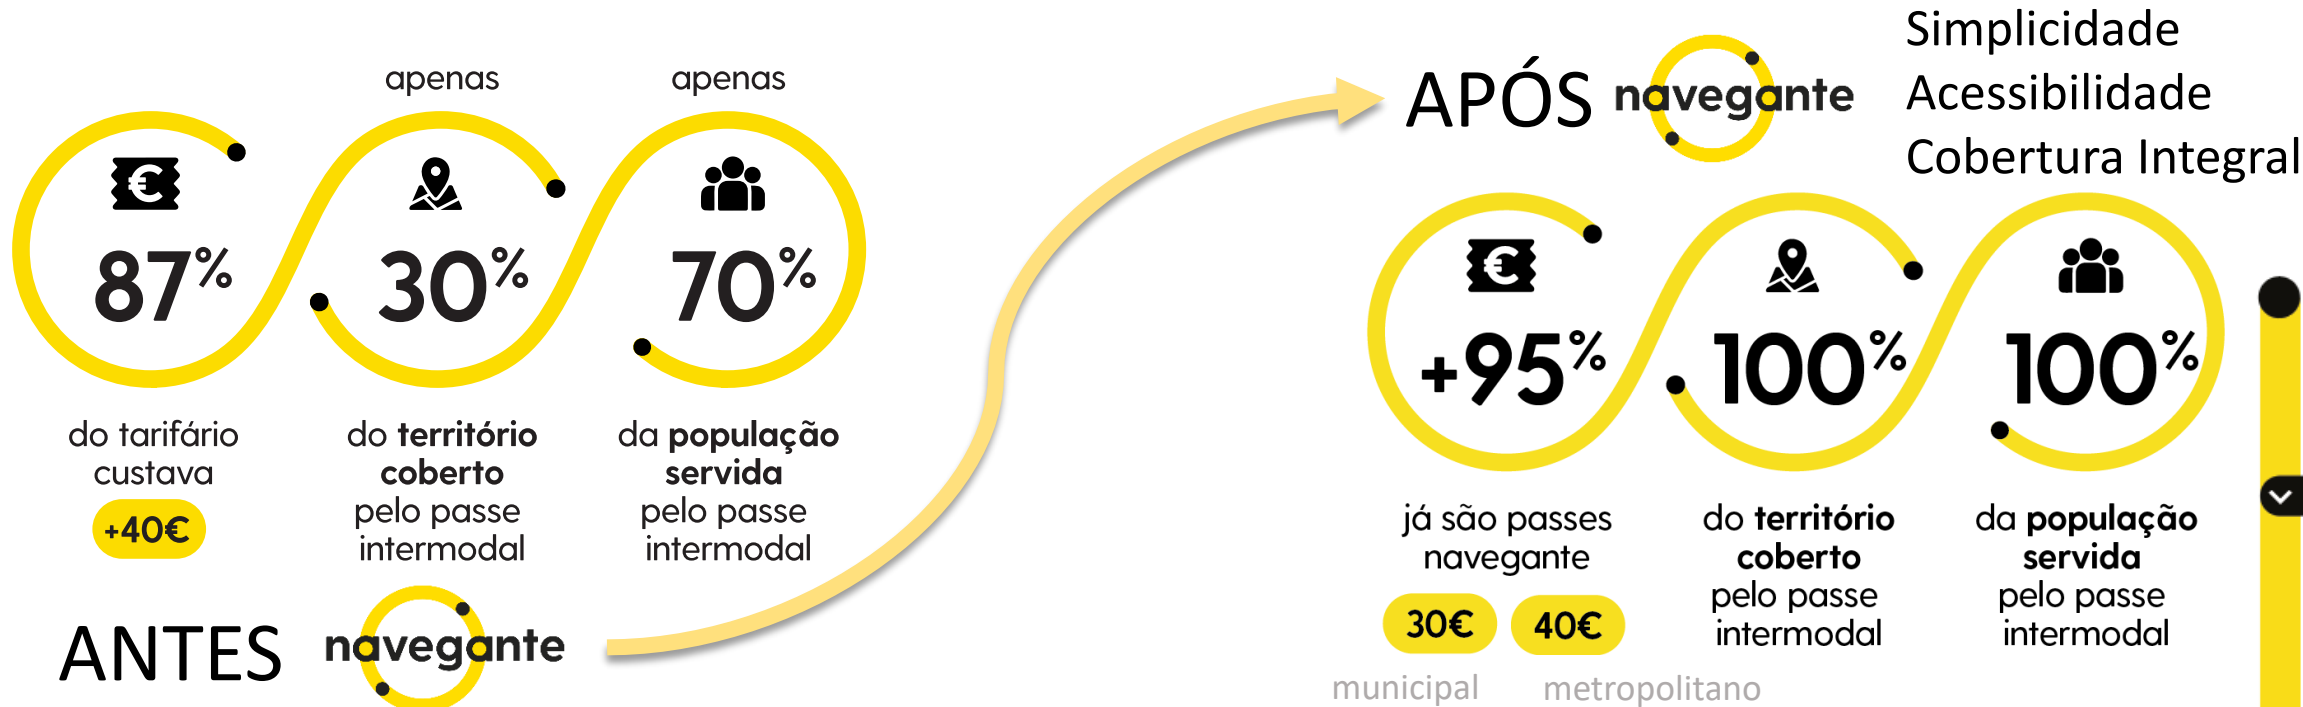 apenas
apenas
87%
30%
70%
do tarifário
custava
+40€
do território
coberto
pelo passe
intermodal
da população
servida
pelo passe
intermodal
ANTES
navegante
APÓS
navegante
Simplicidade
Acessibilidade
Cobertura Integral
+95%
100%
100%
já são passes
navegante
30€
40€
municipal
metropolitano
do território
coberto
pelo passe
intermodal
da população
servida
pelo passe
intermodal